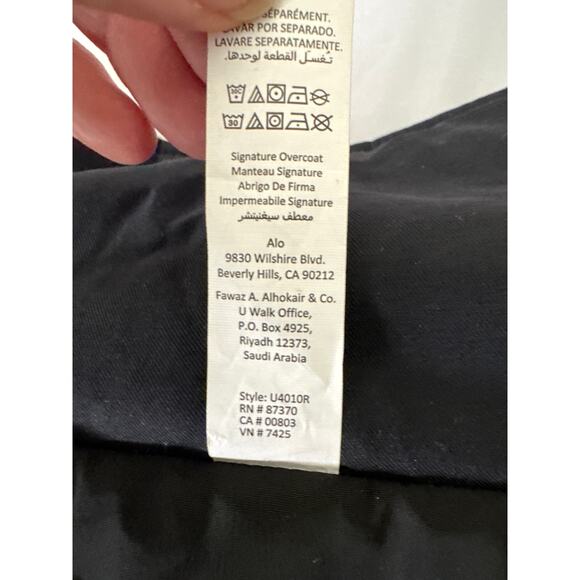 SÉPARÉMENT.
LAVAR POR SEPARADO.
LAVARE SEPARATAMENTE.
تُغسل القطعة لوحدها.
30
Signature Overcoat
Manteau Signature
Abrigo De Firma
Impermeabile Signature
معطف سيغنيتشر
Alo
9830 Wilshire Blvd.
Beverly Hills, CA 90212
Fawaz A. Alhokair & Co.
U Walk Office,
P.O. Box 4925,
Riyadh 12373,
Saudi Arabia
Style: U4010R
RN # 87370
CA # 00803
VN # 7425